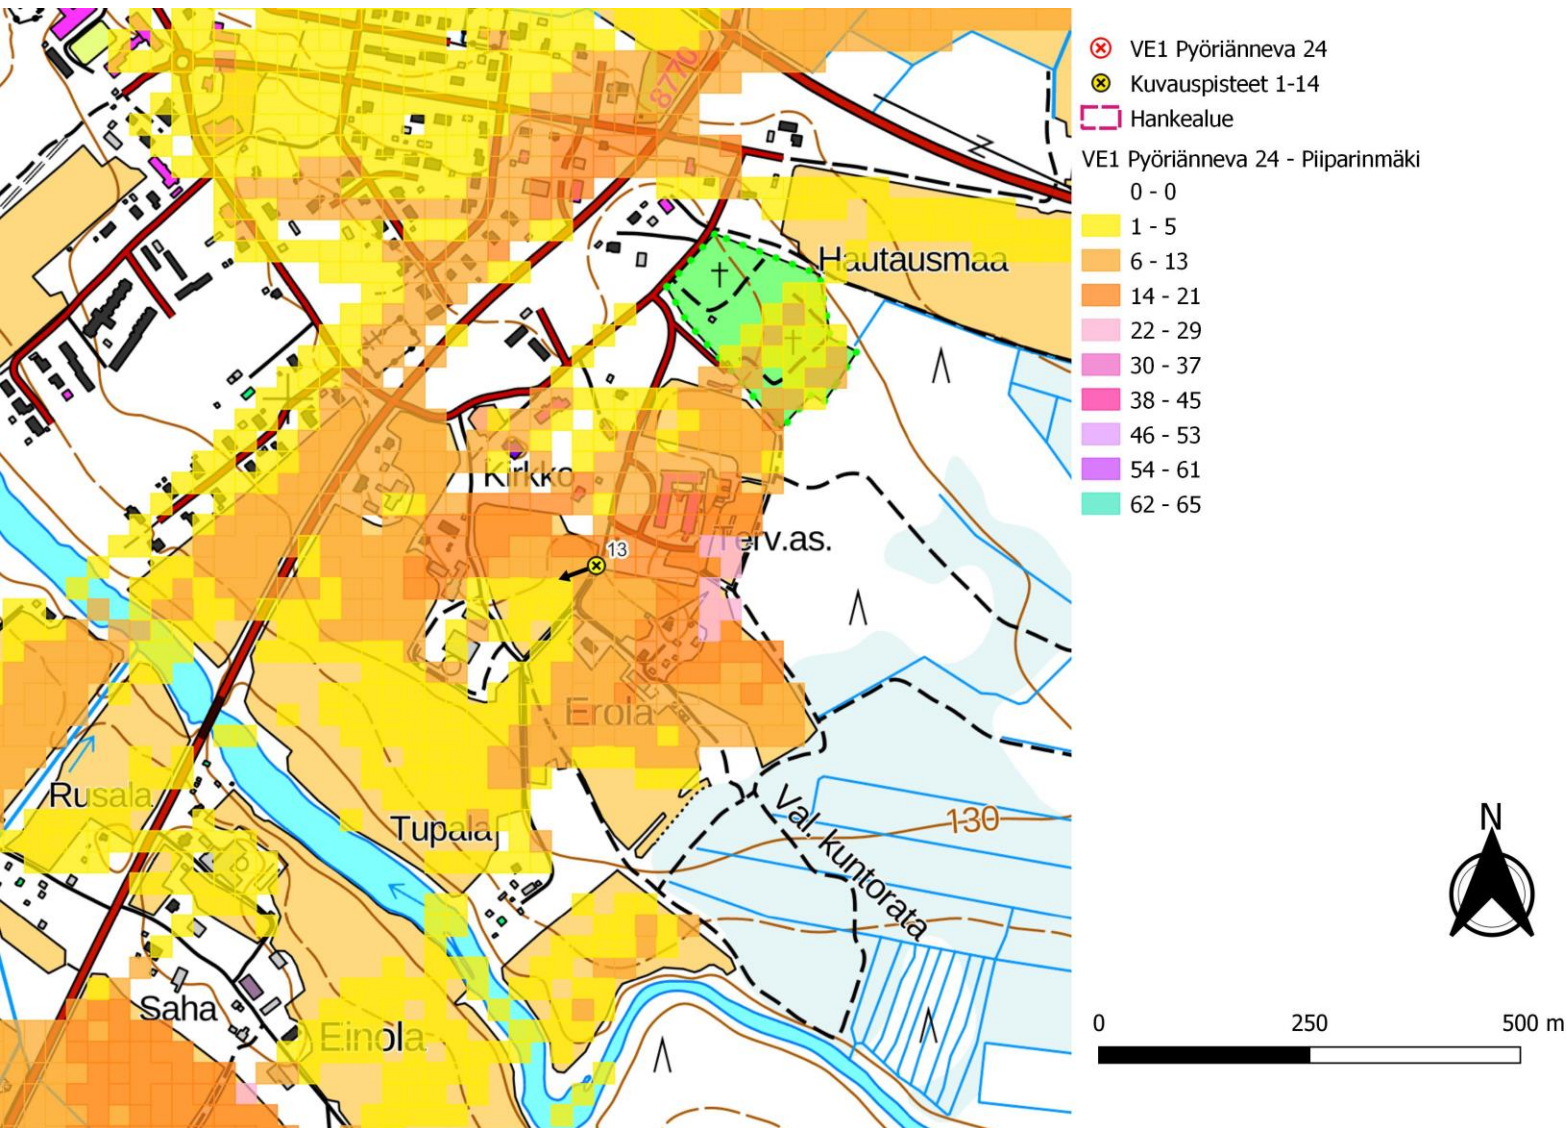 8770
Hautausmaa
Kirkko
Terv.as.
13
Erola
Rusala
Tupala
Val. kuntorata
130
Saha
Einola
VE1 Pyöriänneva 24
Kuvauspisteet 1-14
Hankealue
VE1 Pyöriänneva 24 - Piiparinmäki
0 - 0
1 - 5
6 - 13
14 - 21
22 - 29
30 - 37
38 - 45
46 - 53
54 - 61
62 - 65
N
0 250 500 m